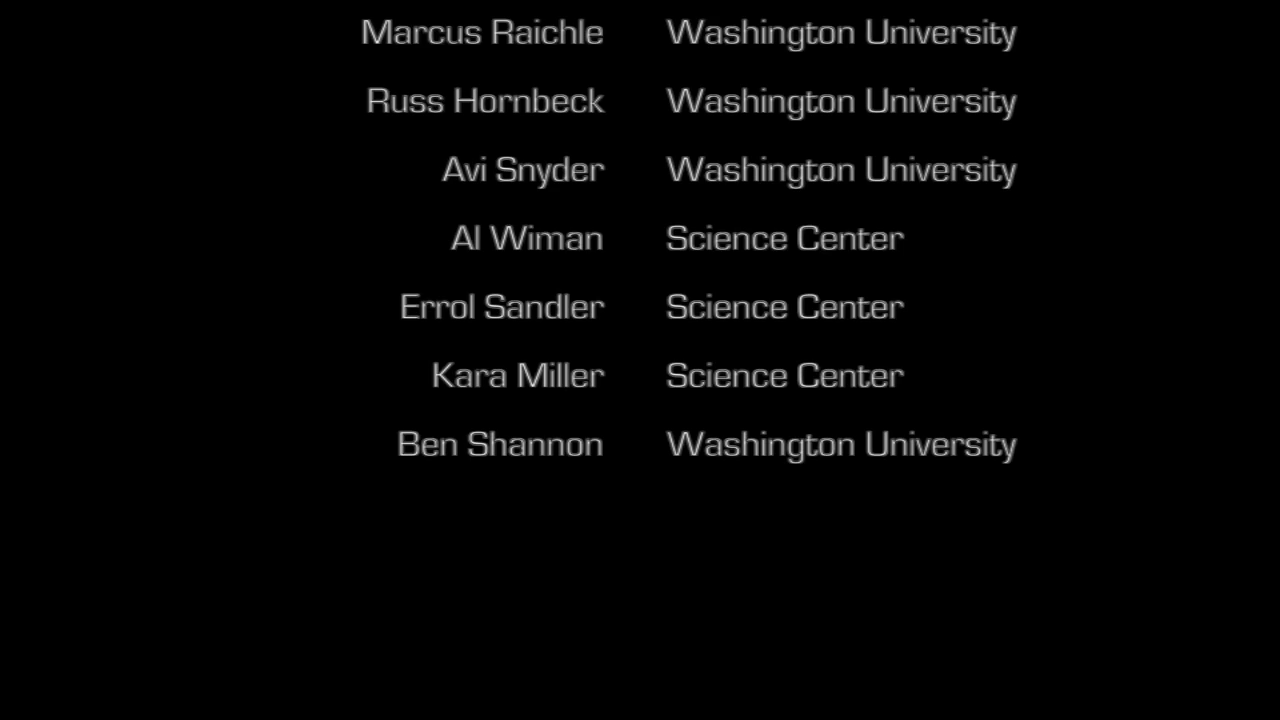 Marcus Raichle Washington University
Russ Hornbeck Washington University
Avi Snyder Washington University
Al Wiman Science Center
Errol Sandler Science Center
Kara Miller Science Center
Ben Shannon Washington University